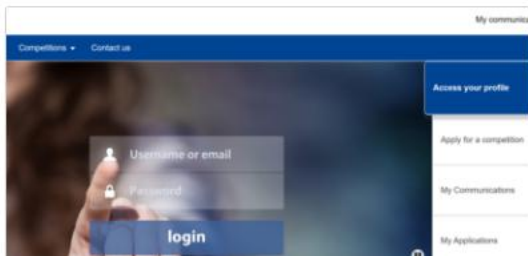 My communica
Competitions Contact us
Access your profile
Username or email
Apply for a competition
Password
My Communications
login
My Applications